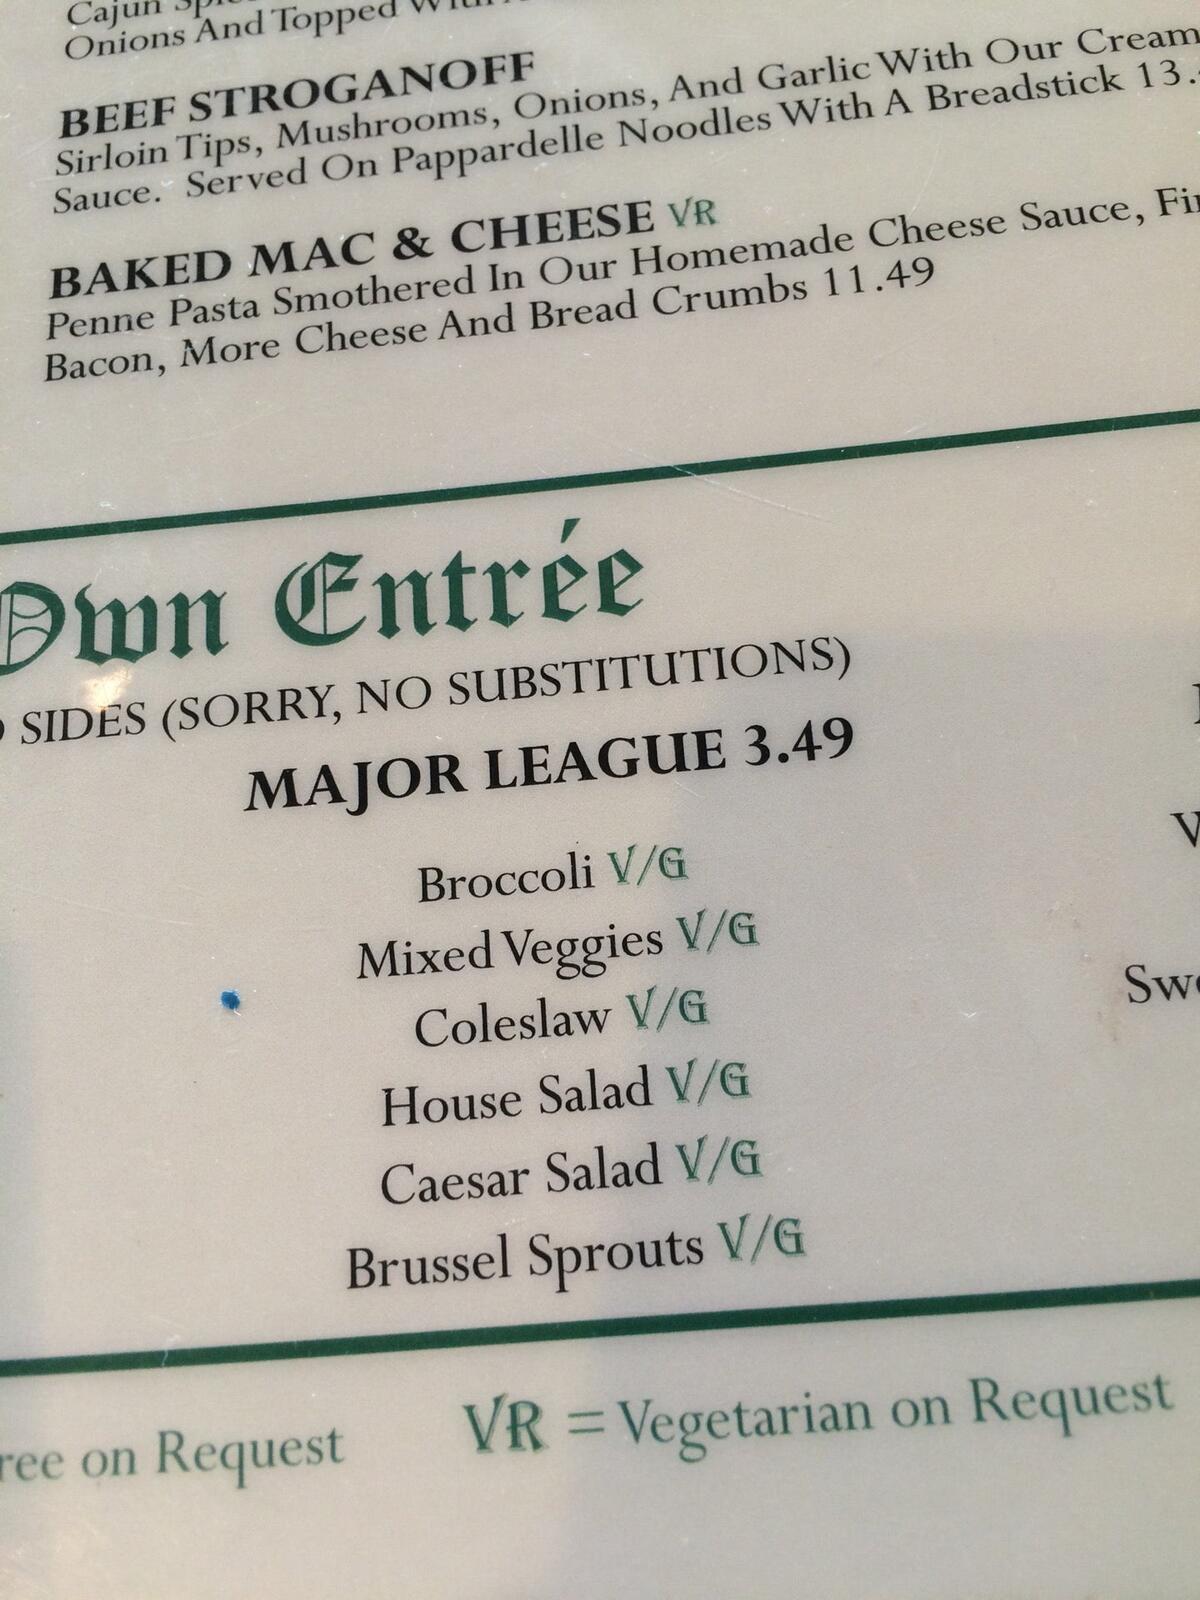 Cajun
Onions And Topped With
BEEF STROGANOFF
Sirloin Tips, Mushrooms, Onions, And Garlic With Our Cream
Sauce. Served On Pappardelle Noodles With A Breadstick 13.
BAKED MAC & CHEESE VR
Penne Pasta Smothered In Our Homemade Cheese Sauce,
Bacon, More Cheese And Bread Crumbs 11.49
Own Entrée
SIDES (SORRY, NO SUBSTITUTIONS)
MAJOR LEAGUE 3.49
Broccoli V/G
Mixed Veggies V/G
Coleslaw V/G
House Salad V/G
Caesar Salad V/G
Brussel Sprouts V/G
ree on Request VR = Vegetarian on Request